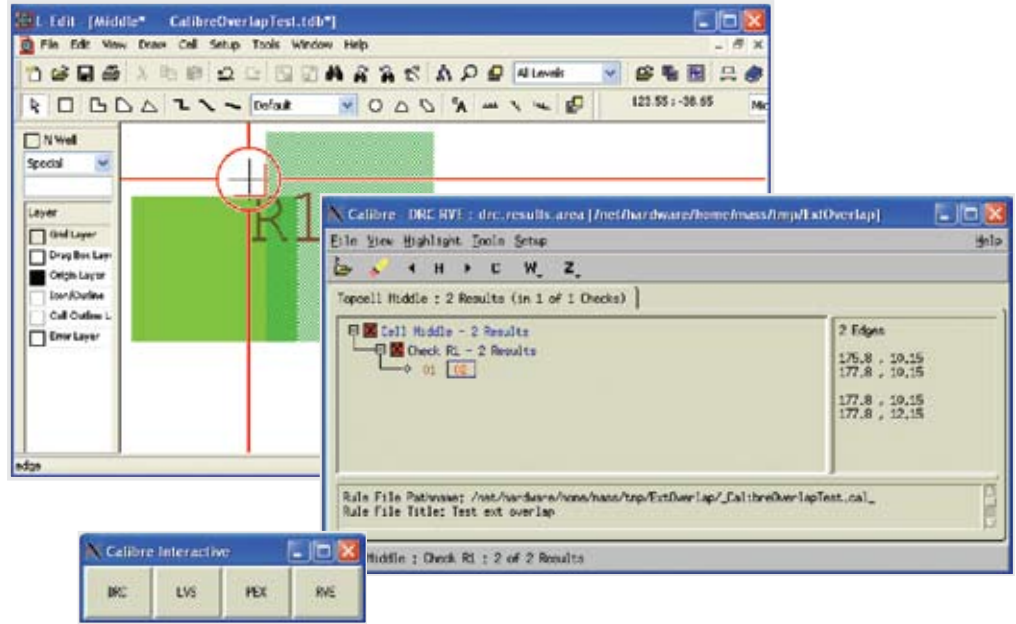 L-Edit [Middle* CalibreOverlapTest.tdb*]
File Edit View Draw Cell Setup Tools Window Help
All Levels
Default
123.55 : -38.65
N Well
Special
Layer
Grid Layer
Drag Box Lay
Origin Layer
Icon/Outline
Cell Outline L
Error Layer
edge
R1
Calibre DRC RVE : drc.results.area [/net/hardware/home/mass/tmp/ExtOverlap]
File View Highlight Tools Setup Help
H C W Z
Topcell Middle : 2 Results (in 1 of 1 Checks)
Cell Middle - 2 Results
Check R1 - 2 Results
01 02
2 Edges
175.8 , 10.15
177.8 , 10.15
177.8 , 10.15
177.8 , 12.15
Rule File Pathname: /net/hardware/home/mass/tmp/ExtOverlap/_CalibreOverlapTest.cal_
Rule File Title: Test ext overlap
Middle : Check R1 : 2 of 2 Results
Calibre Interactive
DRC LVS PEX RVE